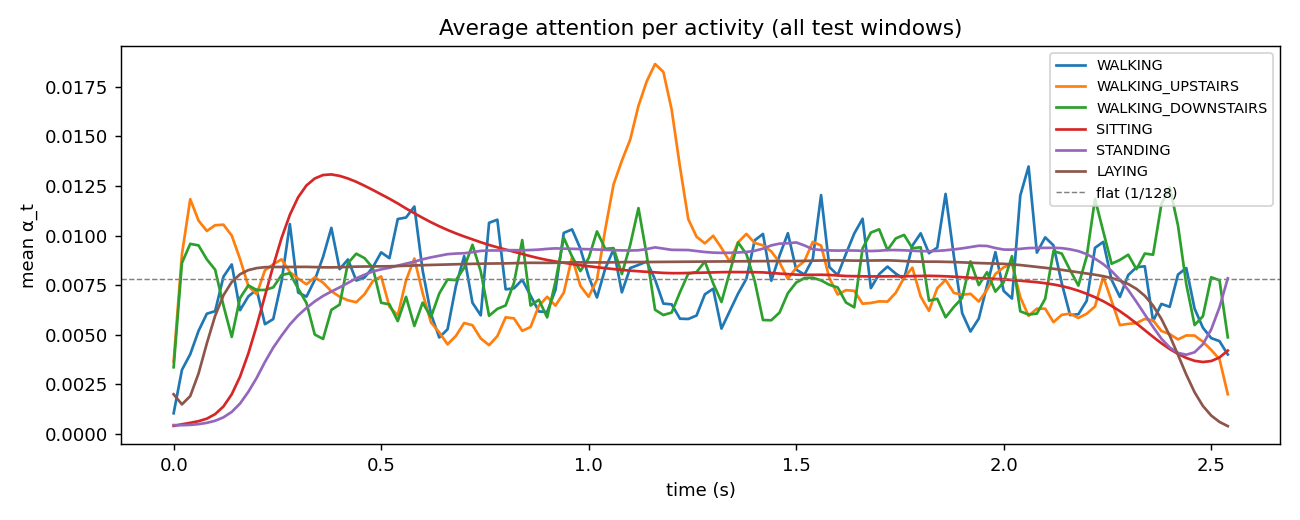 Average attention per activity (all test windows)
mean α_t
0.0175
0.0150
0.0125
0.0100
0.0075
0.0050
0.0025
0.0000
WALKING
WALKING_UPSTAIRS
WALKING_DOWNSTAIRS
SITTING
STANDING
LAYING
flat (1/128)
0.0
0.5
1.0
1.5
2.0
2.5
time (s)